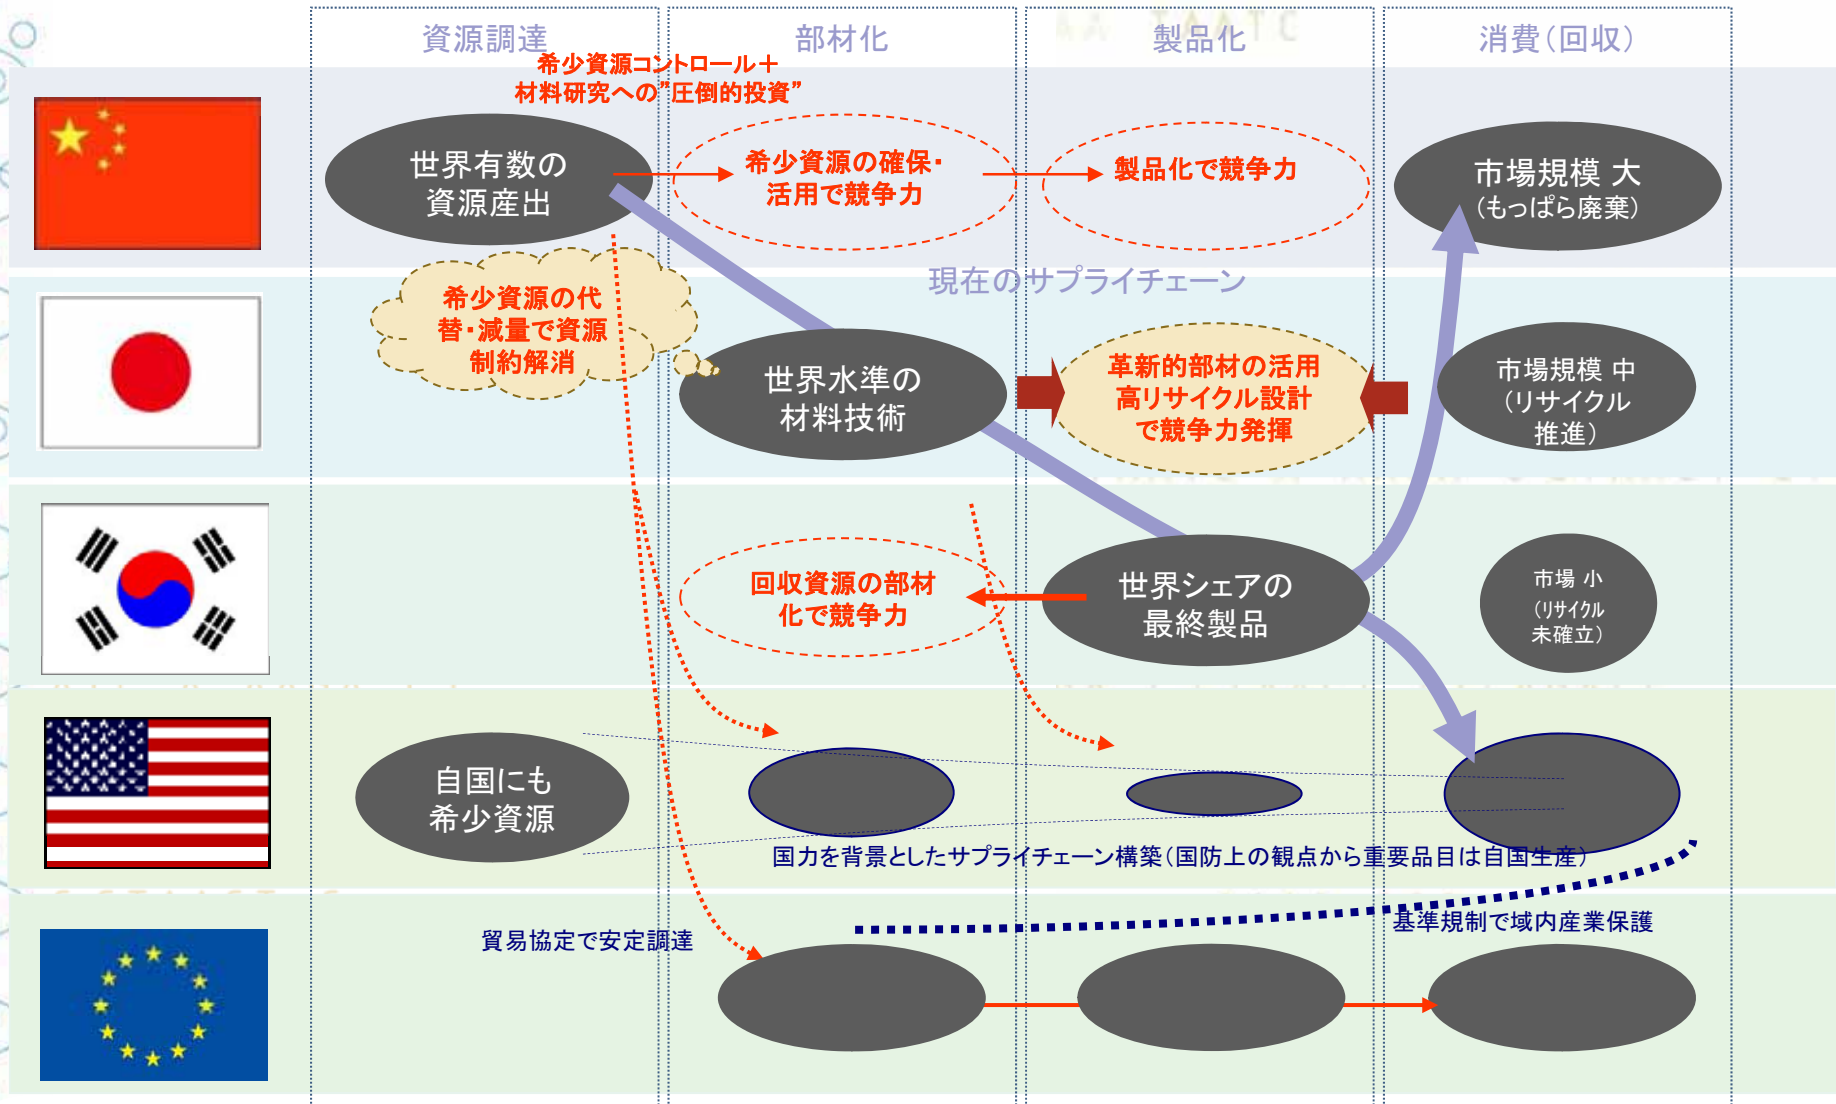 資源調達
部材化
製品化
消費（回収）
希少資源コントロール＋
材料研究への”圧倒的投資”
世界有数の
資源産出
希少資源の確保・
活用で競争力
製品化で競争力
市場規模 大
（もっぱら廃棄）
現在のサプライチェーン
希少資源の代
替・減量で資源
制約解消
世界水準の
材料技術
革新的部材の活用
高リサイクル設計
で競争力発揮
市場規模 中
（リサイクル
推進）
回収資源の部材
化で競争力
世界シェアの
最終製品
市場 小
（リサイクル
未確立）
自国にも
希少資源
国力を背景としたサプライチェーン構築（国防上の観点から重要品目は自国生産）
貿易協定で安定調達
基準規制で域内産業保護